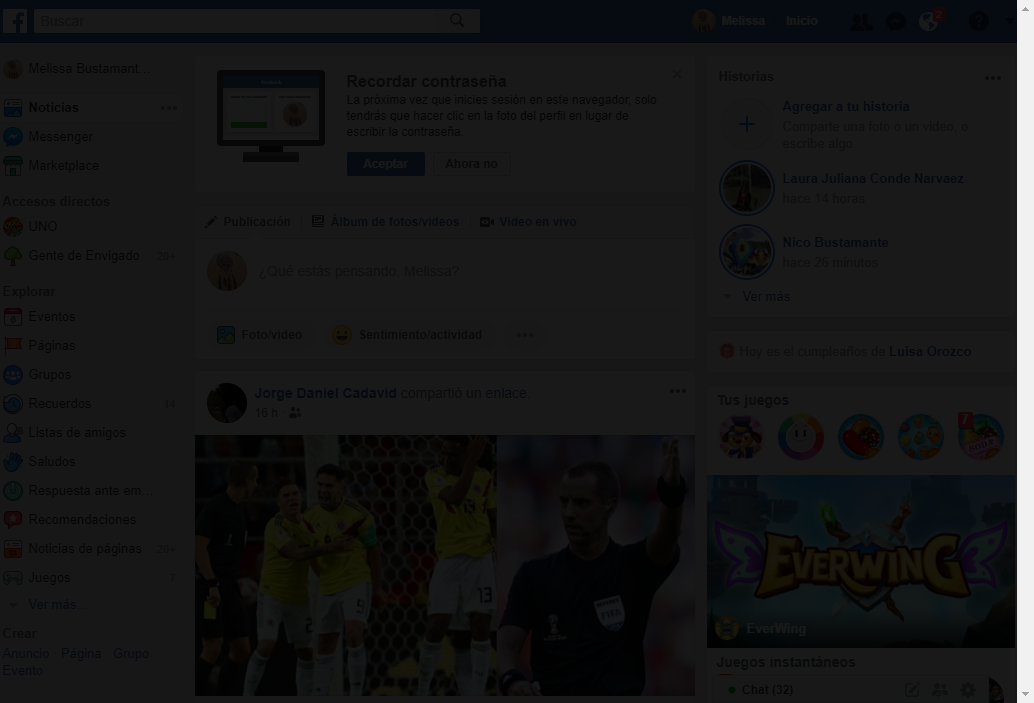 Buscar
Melissa
Inicio
2
Melissa Bustamant...
Noticias
Messenger
Marketplace
Accesos directos
UNO
Gente de Envigado 20+
Explorar
Eventos
Páginas
Grupos
Recuerdos 14
Listas de amigos
Saludos
Respuesta ante em...
Recomendaciones
Noticias de páginas 20+
Juegos 7
Ver más...
Crear
Anuncio Página Grupo
Evento
Recordar contraseña
La próxima vez que inicies sesión en este navegador, solo
tendrás que hacer clic en la foto del perfil en lugar de
escribir la contraseña.
Aceptar
Ahora no
Publicación
Álbum de fotos/videos
Video en vivo
¿Qué estás pensando, Melissa?
Foto/video
Sentimiento/actividad
Jorge Daniel Cadavid compartió un enlace.
16 h
13
FIFA
Historias
Agregar a tu historia
Comparte una foto o un video, o
escribe algo
Laura Juliana Conde Narvaez
hace 14 horas
Nico Bustamante
hace 26 minutos
Ver más
Hoy es el cumpleaños de Luisa Orozco
Tus juegos
7
EVERWING
EverWing
Juegos instantáneos
Chat (32)